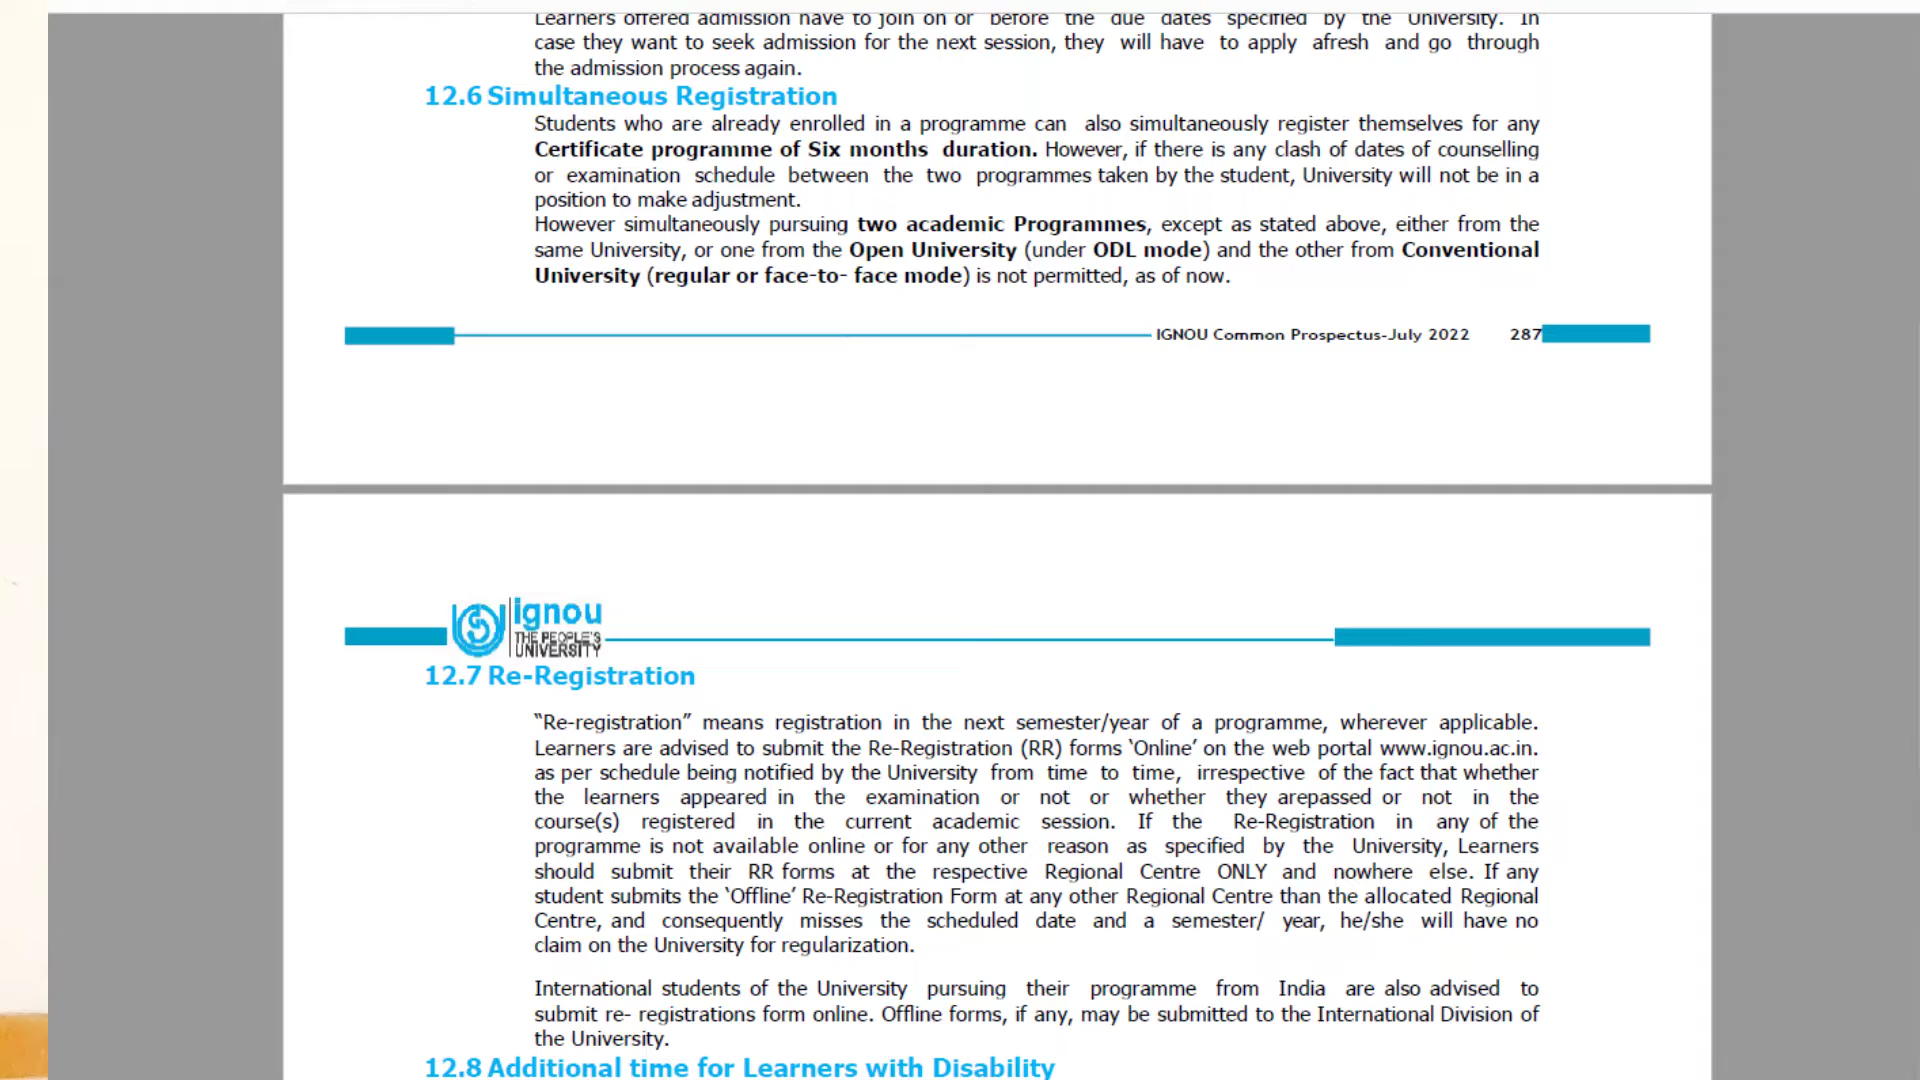 Learners offered admission have to join on or before the due dates specified by the University. In
case they want to seek admission for the next session, they will have to apply afresh and go through
the admission process again.
12.6 Simultaneous Registration
Students who are already enrolled in a programme can also simultaneously register themselves for any
Certificate programme of Six months duration. However, if there is any clash of dates of counselling
or examination schedule between the two programmes taken by the student, University will not be in a
position to make adjustment.
However simultaneously pursuing two academic Programmes, except as stated above, either from the
same University, or one from the Open University (under ODL mode) and the other from Conventional
University (regular or face-to- face mode) is not permitted, as of now.
IGNOU Common Prospectus-July 2022 287
ignou
THE PEOPLE'S
UNIVERSITY
12.7 Re-Registration
“Re-registration” means registration in the next semester/year of a programme, wherever applicable.
Learners are advised to submit the Re-Registration (RR) forms ‘Online’ on the web portal www.ignou.ac.in.
as per schedule being notified by the University from time to time, irrespective of the fact that whether
the learners appeared in the examination or not or whether they arepassed or not in the
course(s) registered in the current academic session. If the Re-Registration in any of the
programme is not available online or for any other reason as specified by the University, Learners
should submit their RR forms at the respective Regional Centre ONLY and nowhere else. If any
student submits the ‘Offline’ Re-Registration Form at any other Regional Centre than the allocated Regional
Centre, and consequently misses the scheduled date and a semester/ year, he/she will have no
claim on the University for regularization.
International students of the University pursuing their programme from India are also advised to
submit re- registrations form online. Offline forms, if any, may be submitted to the International Division of
the University.
12.8 Additional time for Learners with Disability